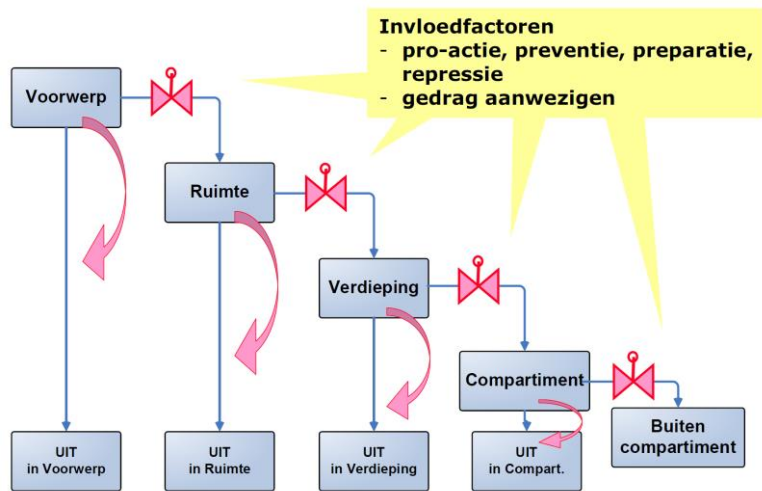 Invloedfactoren
- pro-actie, preventie, preparatie,
repressie
- gedrag aanwezigen
Voorwerp
Ruimte
Verdieping
Compartiment
Buiten
compartiment
UIT
in Voorwerp
UIT
in Ruimte
UIT
in Verdieping
UIT
in Compart.